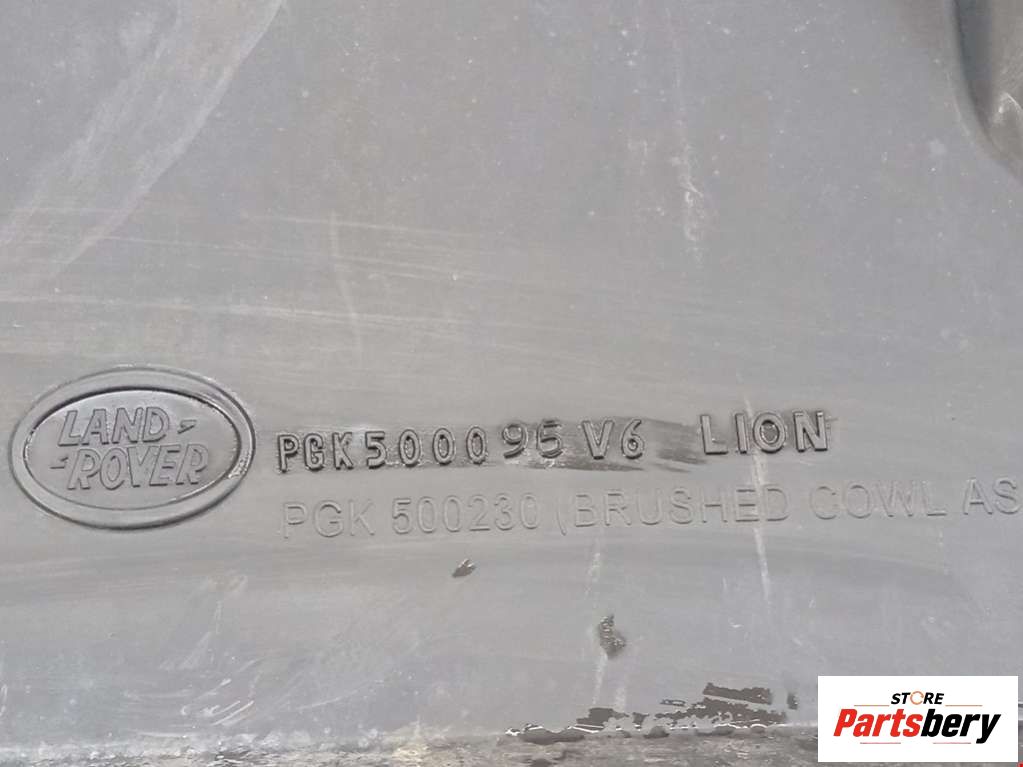 LAND-
-ROVER
PGK500095 V6 LION
PGK 500230 (BRUSHED COWL AS
STORE
Partsbery